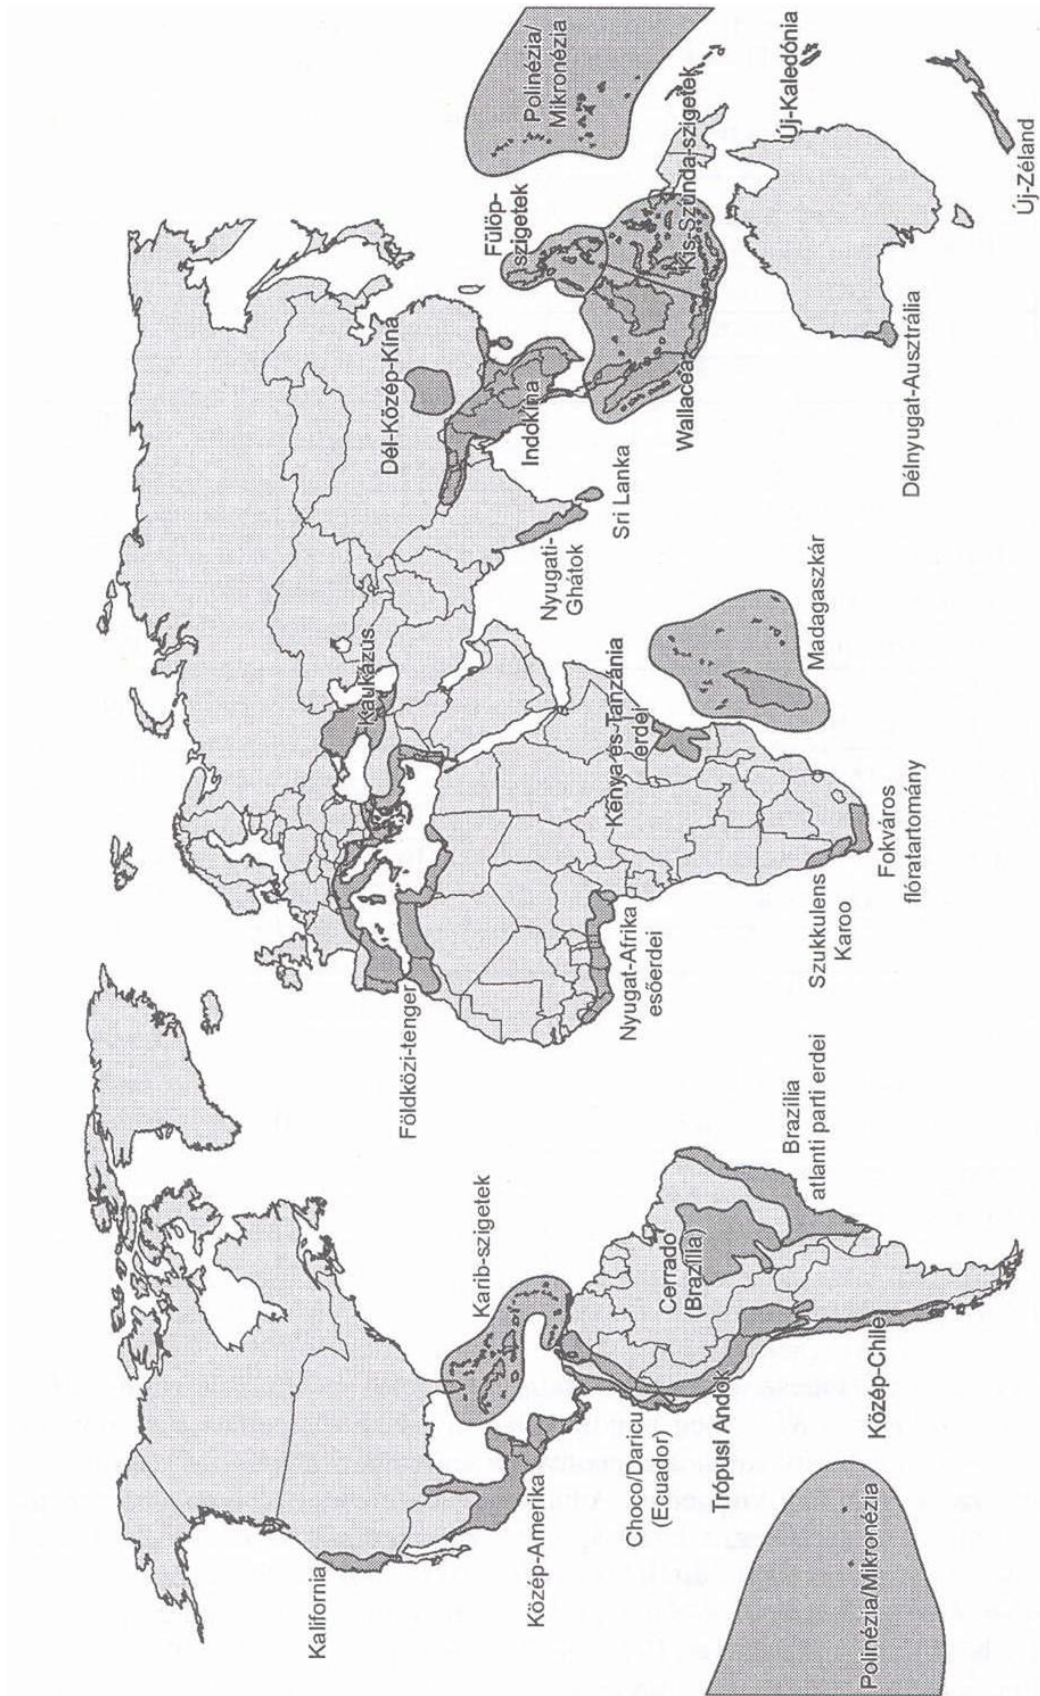 Kalifornia
Közép-Amerika
Karib-szigetek
Choco/Daricu
(Ecuador)
Trópusi Andok
Cerrado
(Brazília)
Közép-Chile
Brazília
atlanti parti erdei
Polinézia/Mikronézia
Földközi-tenger
Kaukázus
Nyugat-Afrika
esőerdei
Kenya és Tanzánia
erdei
Szukkulens
Karoo
Fokváros
flóratartomány
Madagaszkár
Nyugati-
Ghátok
Sri Lanka
Dél-Közép-Kína
Indokína
Fülöp-
szigetek
Wallacea
Kis-Szunda-szigetek
Polinézia/
Mikronézia
Délnyugat-Ausztrália
Új-Kaledónia
Új-Zéland